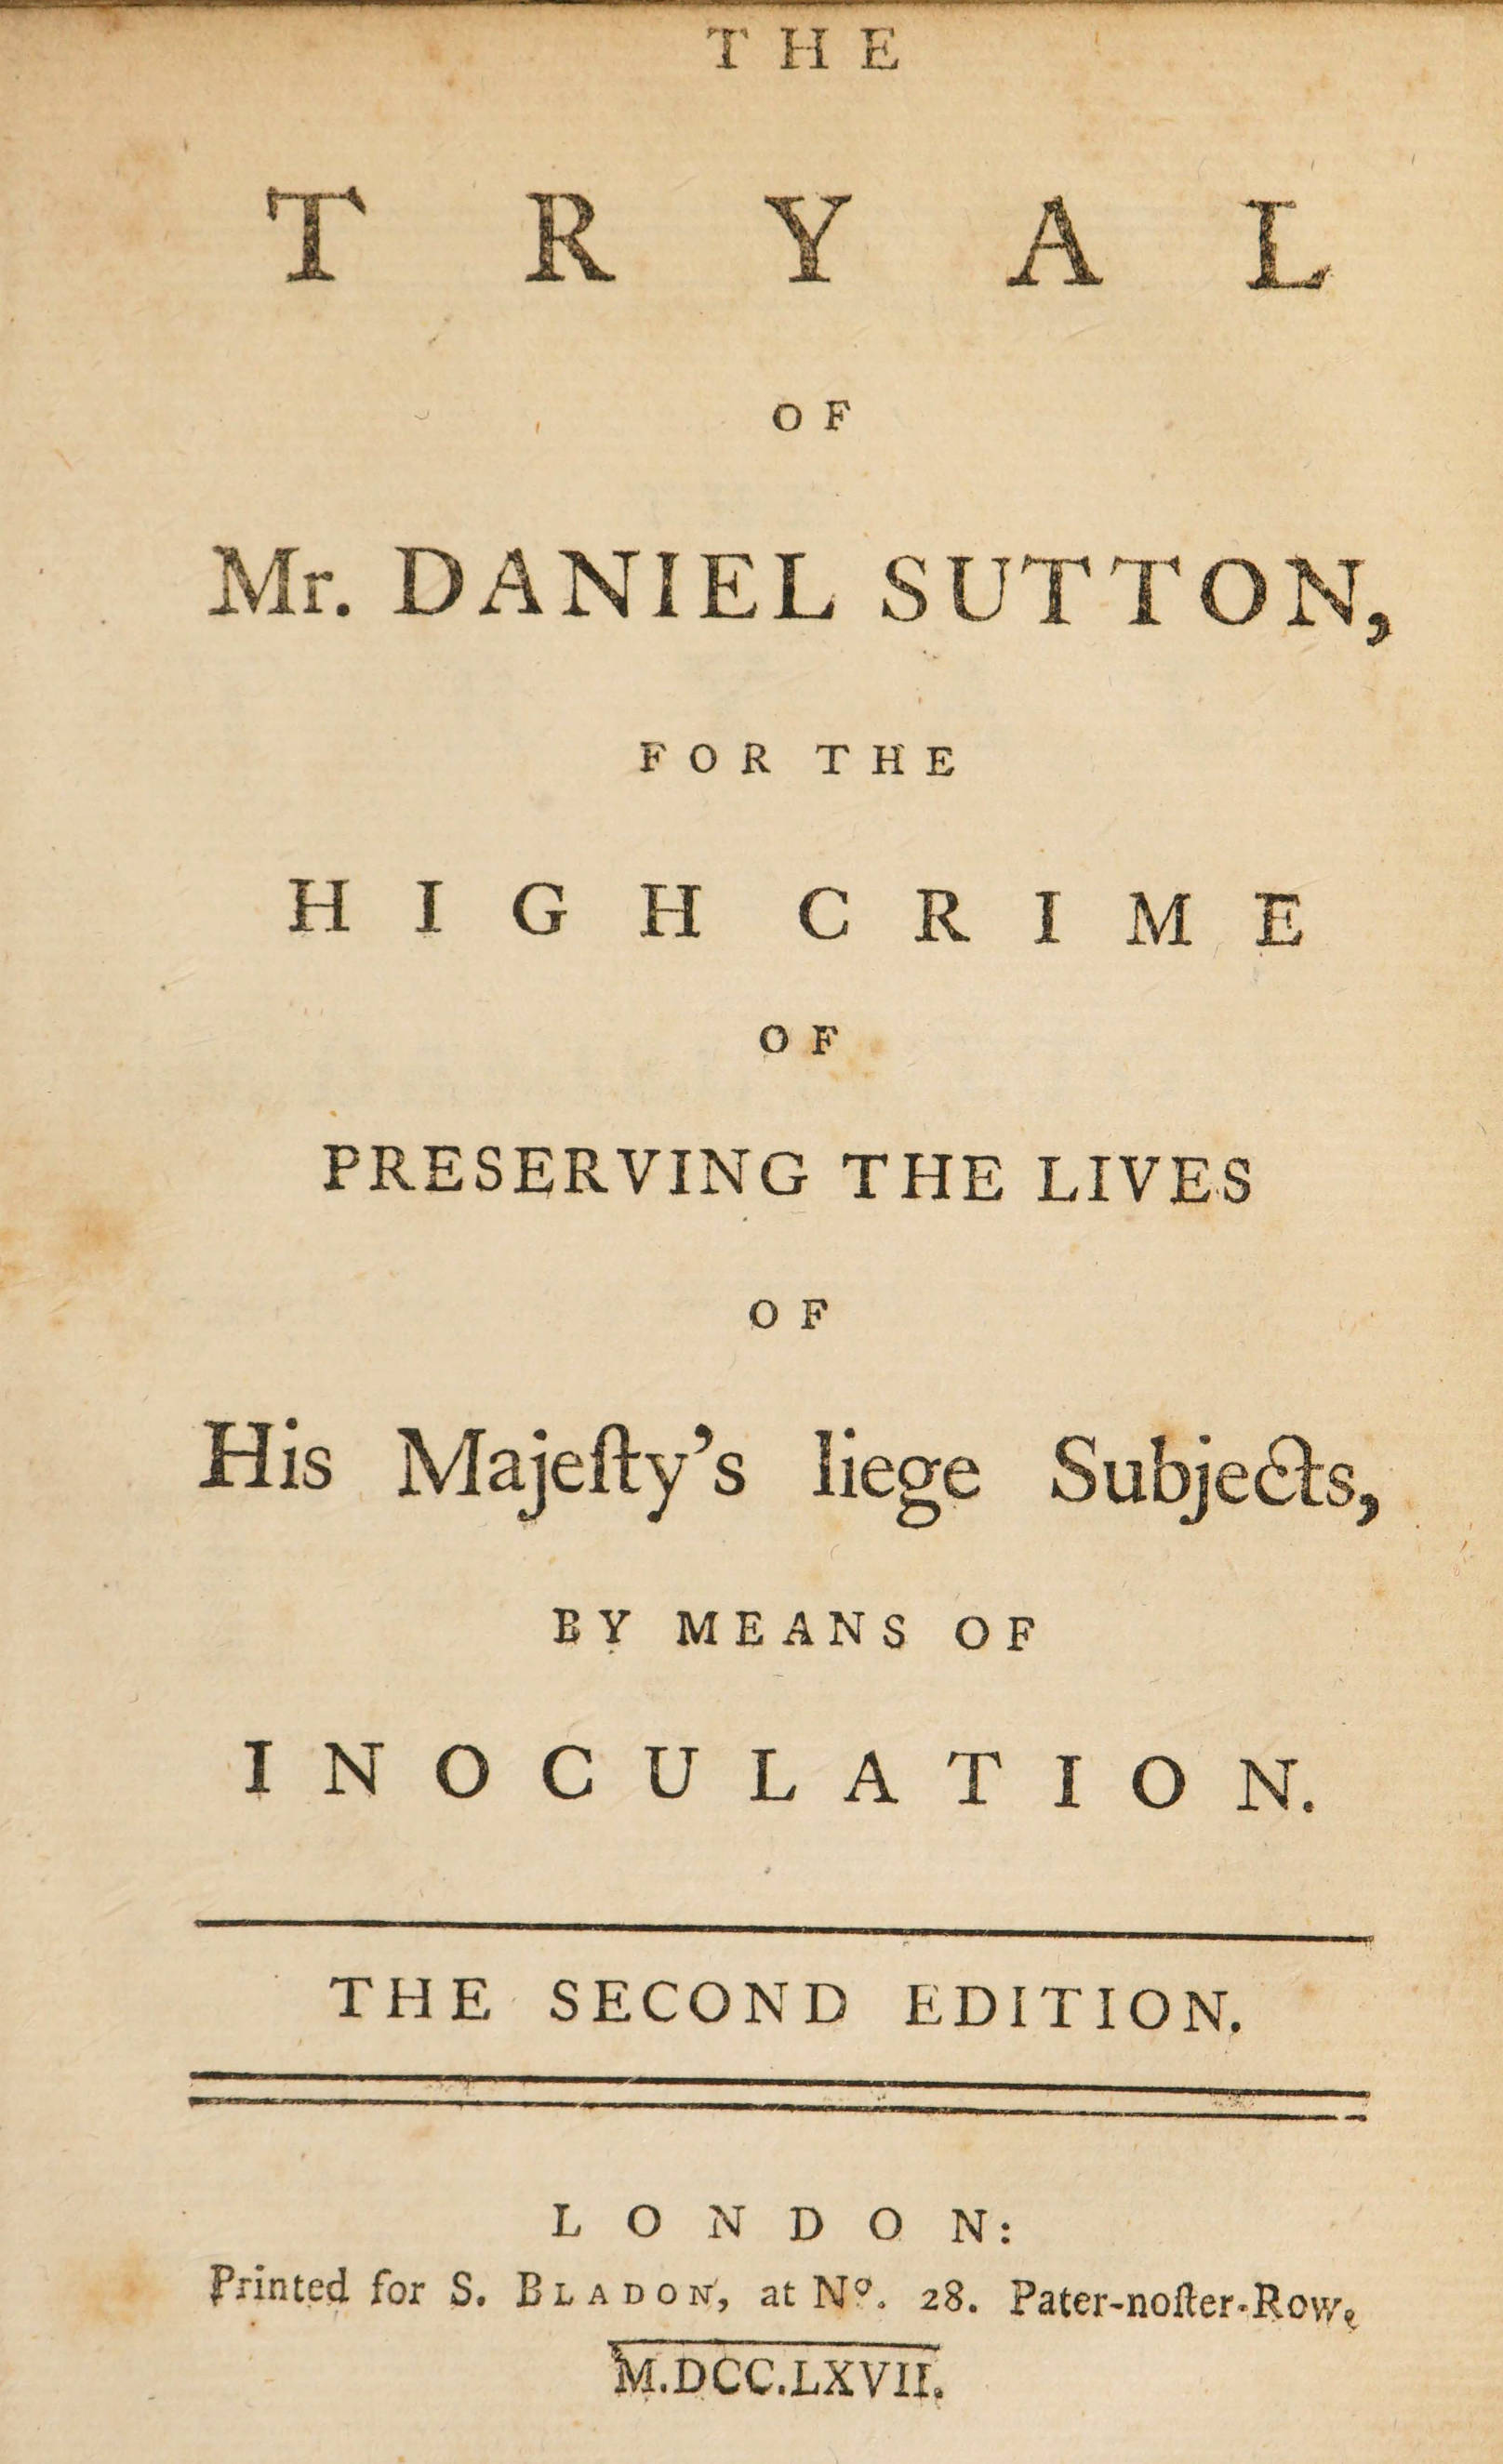 THE
TRYAL
OF
Mr. DANIEL SUTTON,
FOR THE
HIGH CRIME
OF
PRESERVING THE LIVES
OF
His Majeſty's liege Subjects,
BY MEANS OF
INOCULATION.
THE SECOND EDITION.
LONDON:
Printed for S. BLADON, at Nº. 28. Pater-noſter-Row.
M.DCC.LXVII.